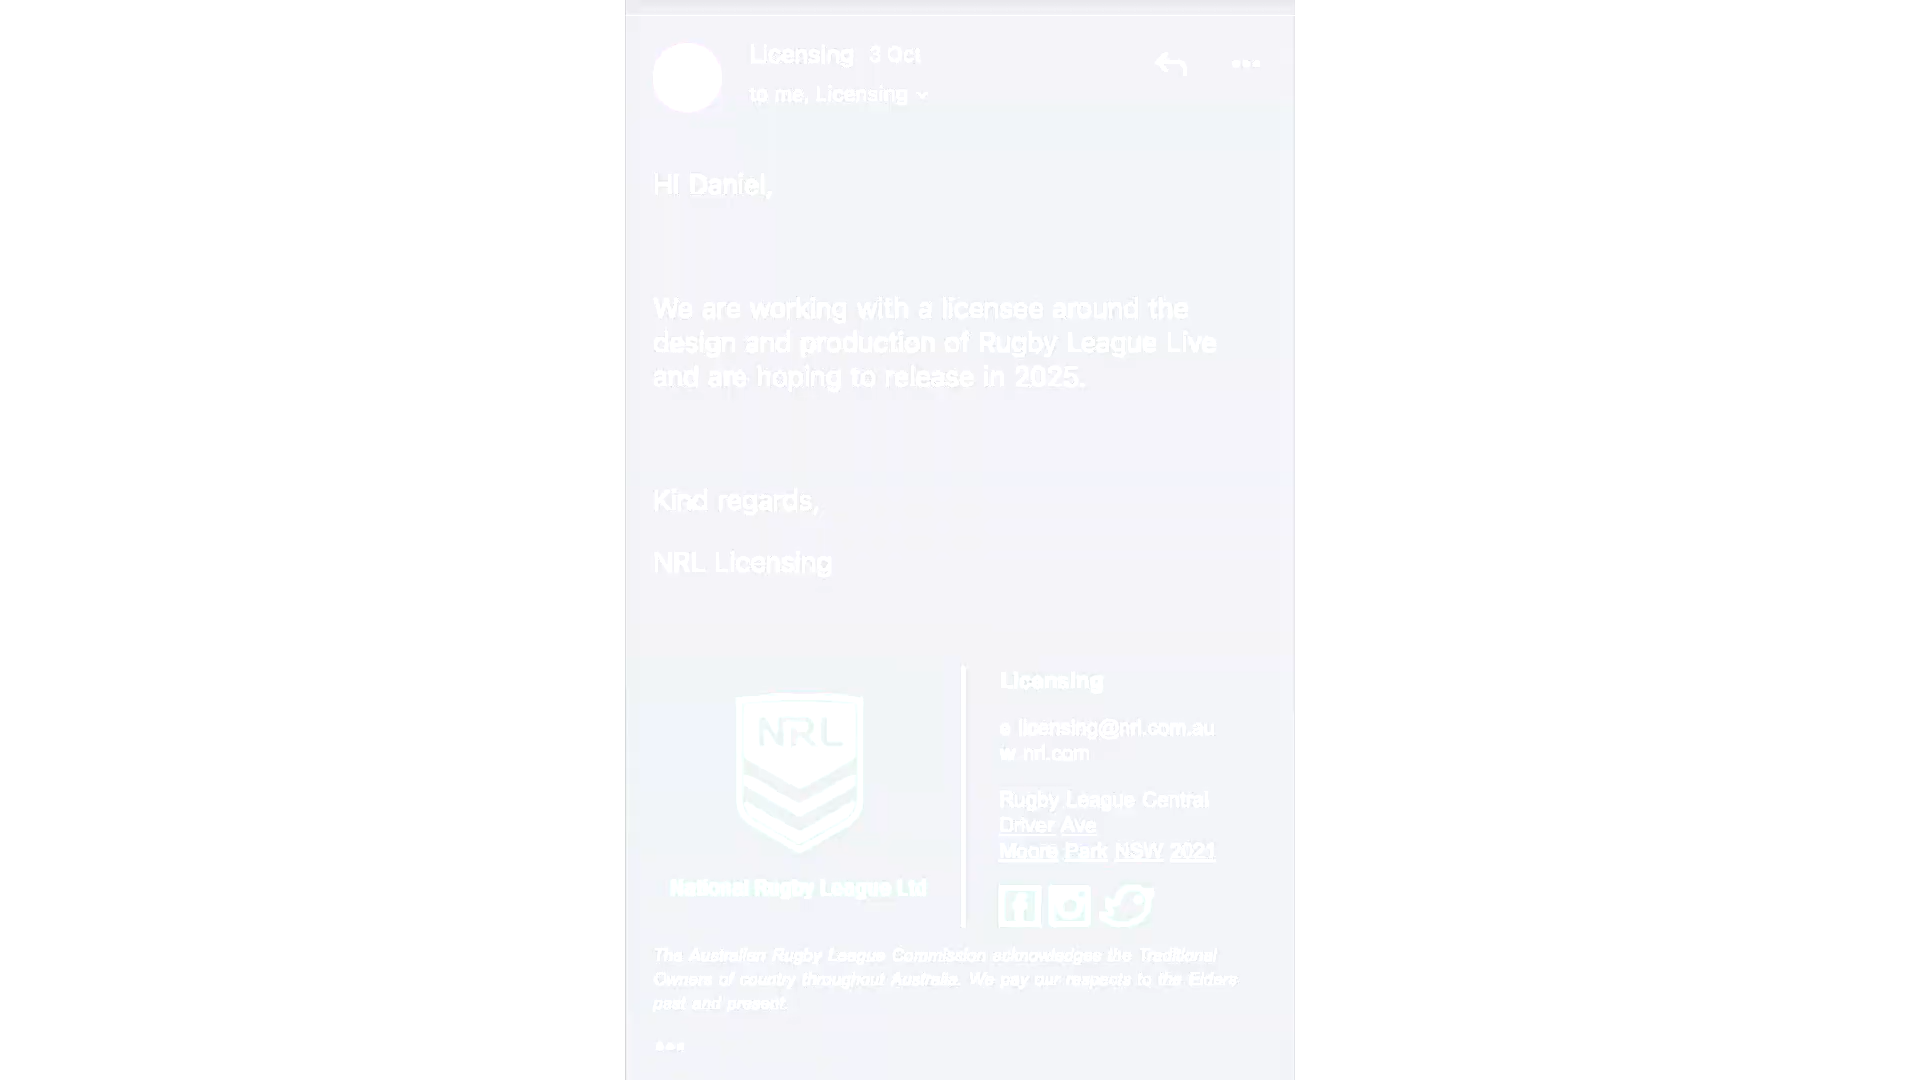 Licensing 3 Oct
to me, Licensing
Hi Daniel,
We are working with a licensee around the
design and production of Rugby League Live
and are hoping to release in 2025.
Kind regards,
NRL Licensing
NRL
National Rugby League Ltd
Licensing
e licensing@nrl.com.au
w nrl.com
Rugby League Central
Driver Ave
Moore Park NSW 2021
The Australian Rugby League Commission acknowledges the Traditional
Owners of country throughout Australia. We pay our respects to the Elders
past and present.